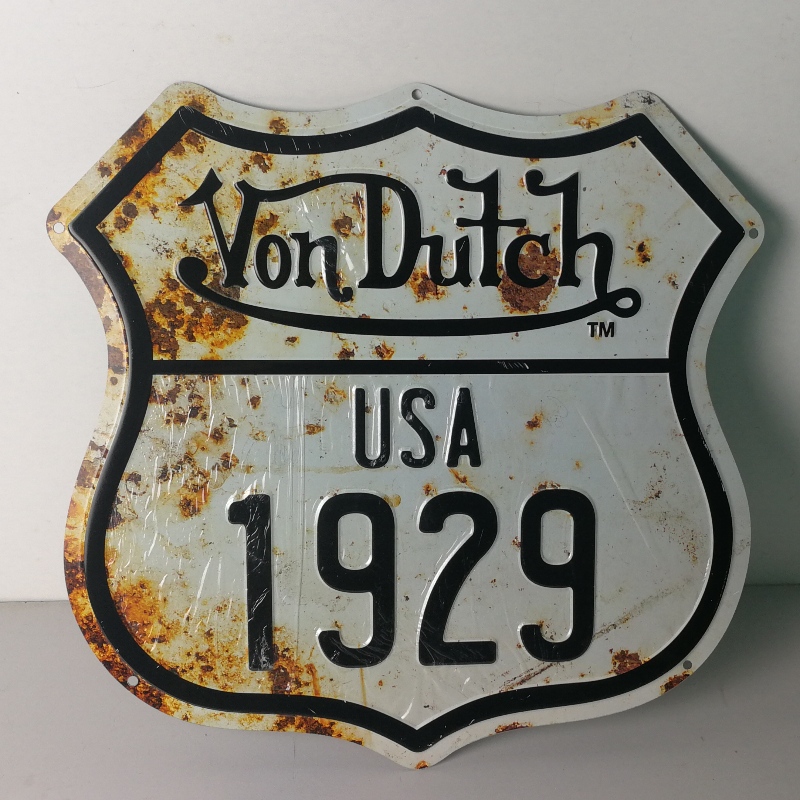 Von Dutch
TM
USA
1929